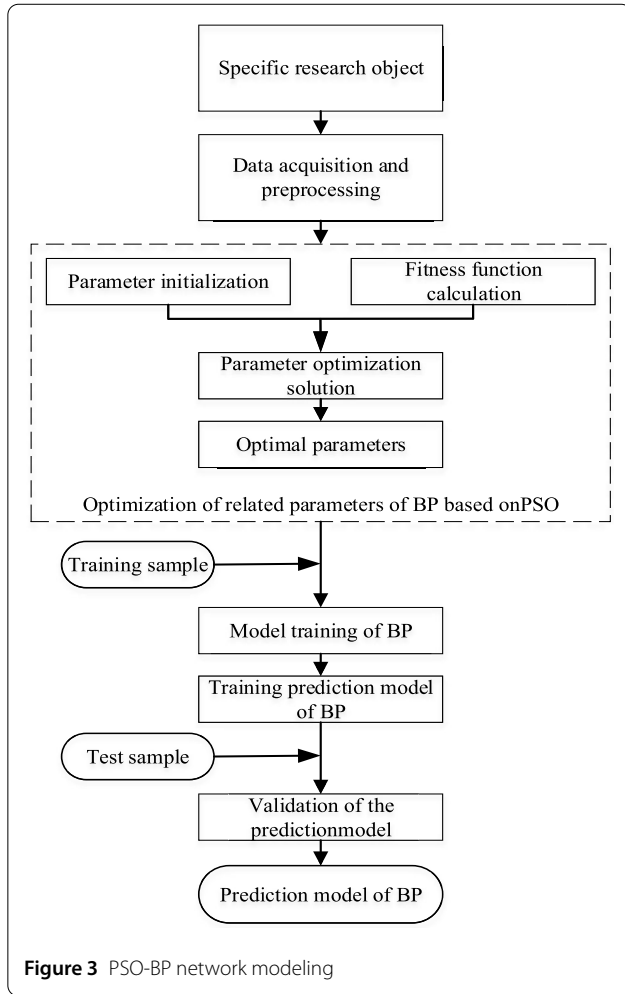 Specific research object
Data acquisition and
preprocessing
Parameter initialization
Fitness function
calculation
Parameter optimization
solution
Optimal parameters
Optimization of related parameters of BP based onPSO
Training sample
Model training of BP
Training prediction model
of BP
Test sample
Validation of the
predictionmodel
Prediction model of BP
Figure 3 PSO-BP network modeling